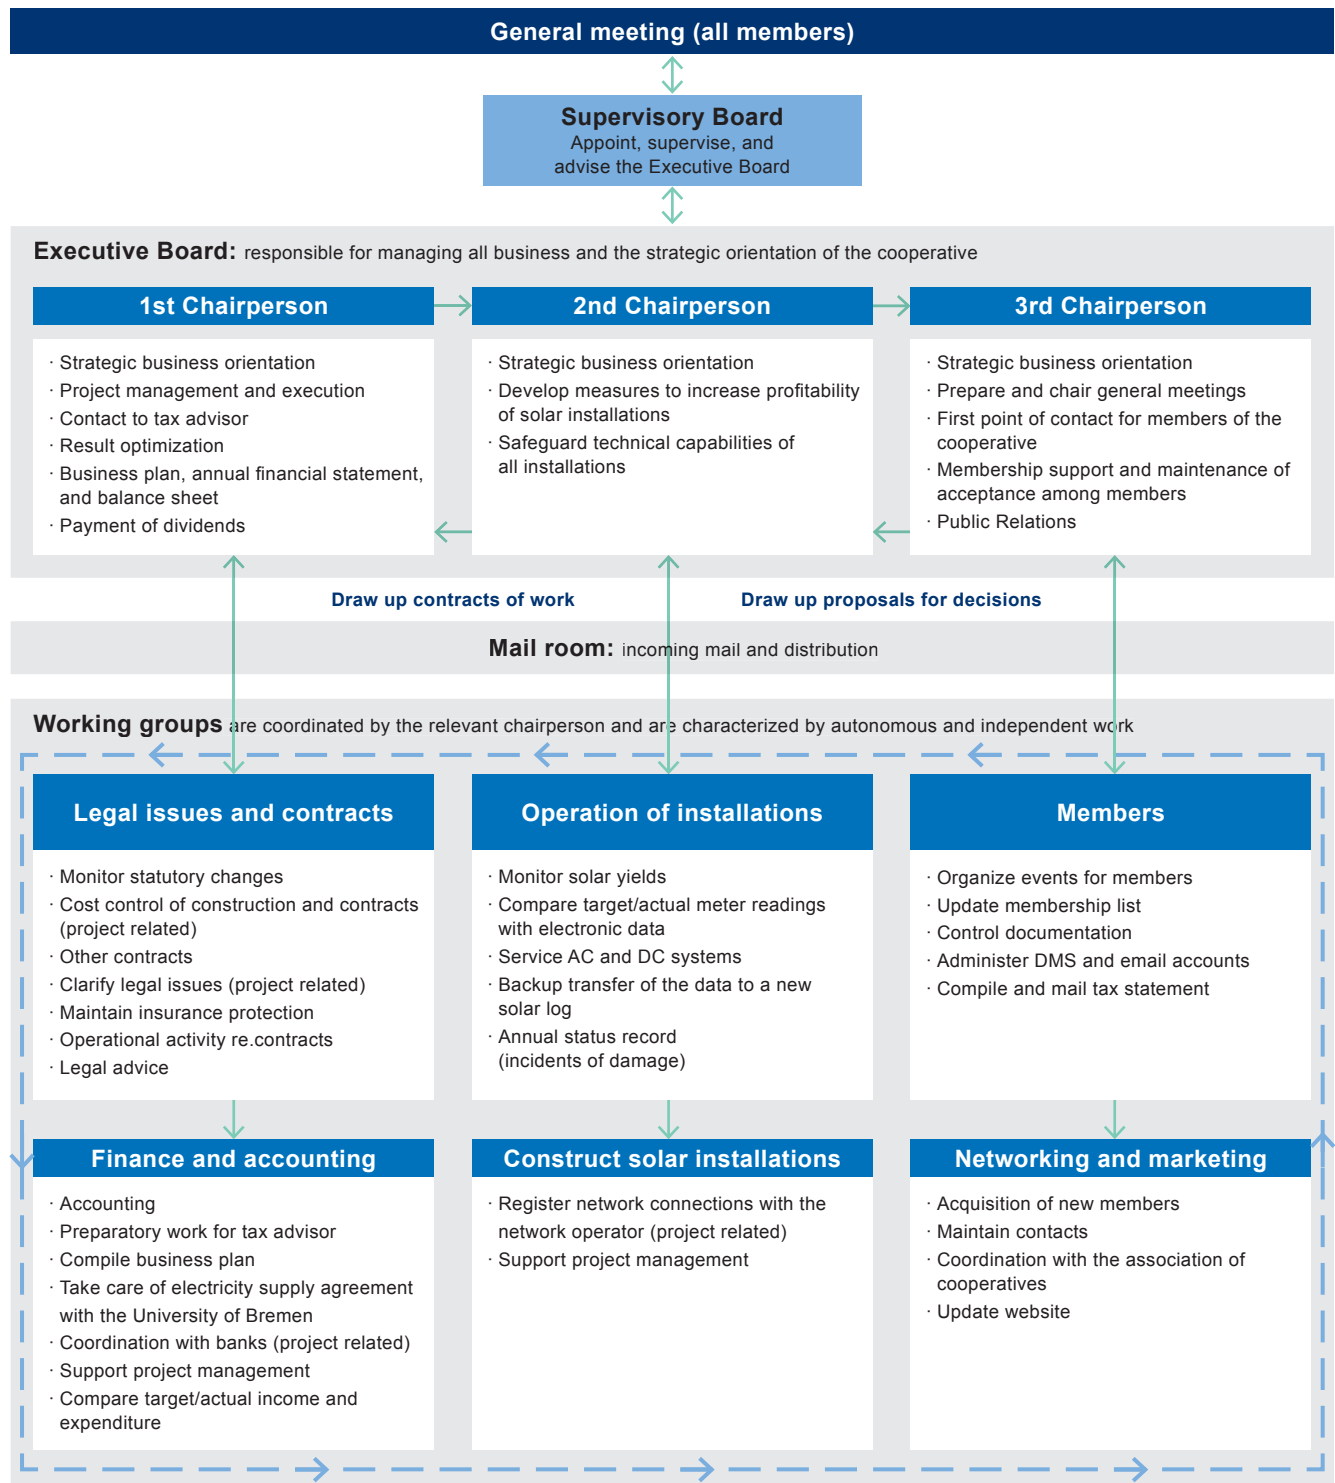 General meeting (all members)
Supervisory Board
Appoint, supervise, and
advise the Executive Board
Executive Board: responsible for managing all business and the strategic orientation of the cooperative
1st Chairperson
· Strategic business orientation
· Project management and execution
· Contact to tax advisor
· Result optimization
· Business plan, annual financial statement,
and balance sheet
· Payment of dividends
2nd Chairperson
· Strategic business orientation
· Develop measures to increase profitability
of solar installations
· Safeguard technical capabilities of
all installations
3rd Chairperson
· Strategic business orientation
· Prepare and chair general meetings
· First point of contact for members of the
cooperative
· Membership support and maintenance of
acceptance among members
· Public Relations
Draw up contracts of work
Draw up proposals for decisions
Mail room: incoming mail and distribution
Working groups are coordinated by the relevant chairperson and are characterized by autonomous and independent work
Legal issues and contracts
· Monitor statutory changes
· Cost control of construction and contracts
(project related)
· Other contracts
· Clarify legal issues (project related)
· Maintain insurance protection
· Operational activity re.contracts
· Legal advice
Operation of installations
· Monitor solar yields
· Compare target/actual meter readings
with electronic data
· Service AC and DC systems
· Backup transfer of the data to a new
solar log
· Annual status record
(incidents of damage)
Members
· Organize events for members
· Update membership list
· Control documentation
· Administer DMS and email accounts
· Compile and mail tax statement
Finance and accounting
· Accounting
· Preparatory work for tax advisor
· Compile business plan
· Take care of electricity supply agreement
with the University of Bremen
· Coordination with banks (project related)
· Support project management
· Compare target/actual income and
expenditure
Construct solar installations
· Register network connections with the
network operator (project related)
· Support project management
Networking and marketing
· Acquisition of new members
· Maintain contacts
· Coordination with the association of
cooperatives
· Update website